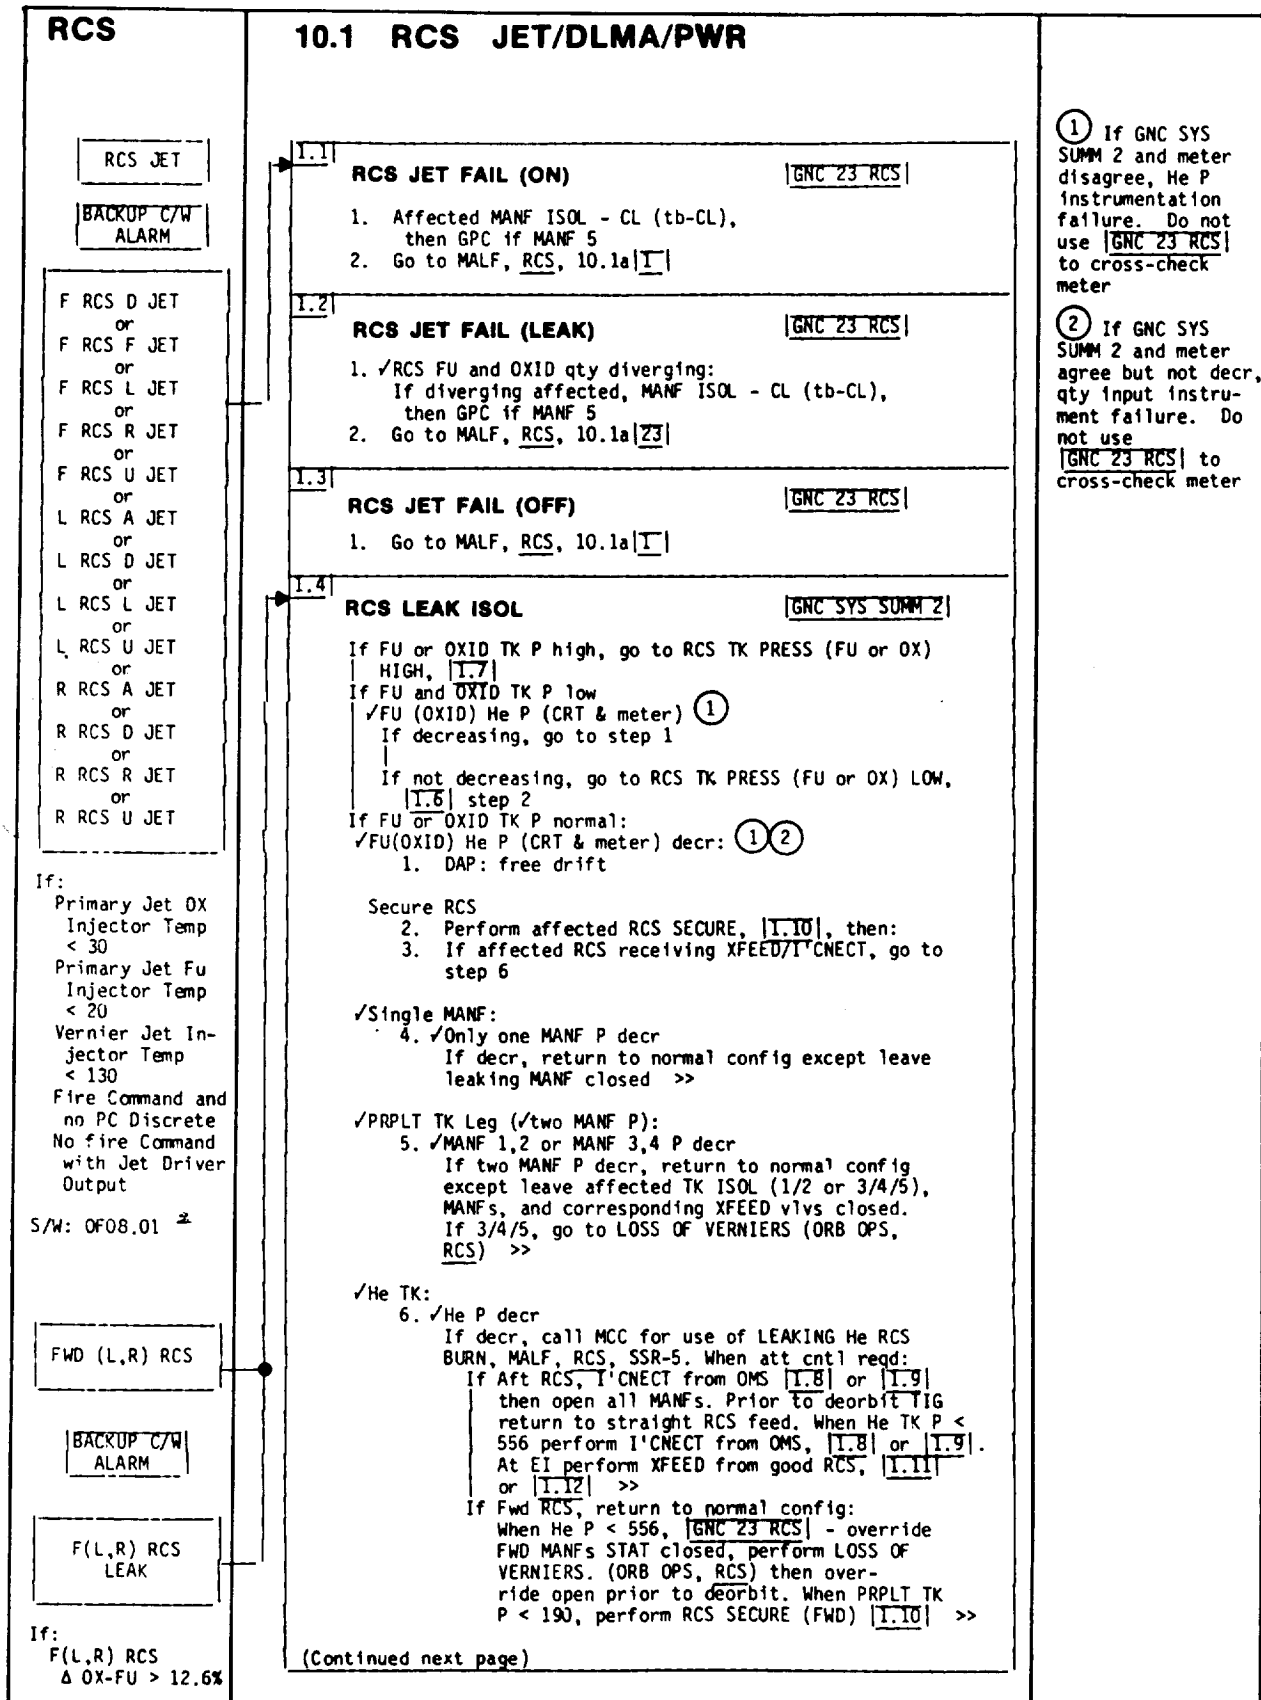 RCS
10.1 RCS JET/DLMA/PWR
RCS JET
BACKUP C/W
ALARM
F RCS D JET
or
F RCS F JET
or
F RCS L JET
or
F RCS R JET
or
F RCS U JET
or
L RCS A JET
or
L RCS D JET
or
L RCS L JET
or
L RCS U JET
or
R RCS A JET
or
R RCS D JET
or
R RCS R JET
or
R RCS U JET
If:
Primary Jet OX
Injector Temp
< 30
Primary Jet Fu
Injector Temp
< 20
Vernier Jet In-
jector Temp
< 130
Fire Command and
no PC Discrete
No fire Command
with Jet Driver
Output
S/W: OF08.01 2
FWD (L,R) RCS
BACKUP C/W
ALARM
F(L,R) RCS
LEAK
If:
F(L,R) RCS
Δ OX-FU > 12.6%
1.1
RCS JET FAIL (ON) GNC 23 RCS
1. Affected MANF ISOL - CL (tb-CL),
then GPC if MANF 5
2. Go to MALF, RCS, 10.1a 1
1.2
RCS JET FAIL (LEAK) GNC 23 RCS
1. ✓RCS FU and OXID qty diverging:
If diverging affected, MANF ISOL - CL (tb-CL),
then GPC if MANF 5
2. Go to MALF, RCS, 10.1a 23
1.3
RCS JET FAIL (OFF) GNC 23 RCS
1. Go to MALF, RCS, 10.1a 1
1.4
RCS LEAK ISOL GNC SYS SUMM 2
If FU or OXID TK P high, go to RCS TK PRESS (FU or OX)
HIGH, 1.7
If FU and OXID TK P low
✓FU (OXID) He P (CRT & meter) 1
If decreasing, go to step 1
If not decreasing, go to RCS TK PRESS (FU or OX) LOW,
1.6 step 2
If FU or OXID TK P normal:
✓FU(OXID) He P (CRT & meter) decr: 1 2
1. DAP: free drift
Secure RCS
2. Perform affected RCS SECURE, 1.10, then:
3. If affected RCS receiving XFEED/I'CNECT, go to
step 6
✓Single MANF:
4. ✓Only one MANF P decr
If decr, return to normal config except leave
leaking MANF closed >>
✓PRPLT TK Leg (✓two MANF P):
5. ✓MANF 1,2 or MANF 3,4 P decr
If two MANF P decr, return to normal config
except leave affected TK ISOL (1/2 or 3/4/5),
MANFs, and corresponding XFEED vlvs closed.
If 3/4/5, go to LOSS OF VERNIERS (ORB OPS,
RCS) >>
✓He TK:
6. ✓He P decr
If decr, call MCC for use of LEAKING He RCS
BURN, MALF, RCS, SSR-5. When att cntl reqd:
If Aft RCS, I'CNECT from OMS 1.8 or 1.9
then open all MANFs. Prior to deorbit TIG
return to straight RCS feed. When He TK P <
556 perform I'CNECT from OMS, 1.8 or 1.9.
At EI perform XFEED from good RCS, 1.11
or 1.12 >>
If Fwd RCS, return to normal config:
When He P < 556, GNC 23 RCS - override
FWD MANFs STAT closed, perform LOSS OF
VERNIERS. (ORB OPS, RCS) then over-
ride open prior to deorbit. When PRPLT TK
P < 190, perform RCS SECURE (FWD) 1.10 >>
(Continued next page)
1 If GNC SYS
SUMM 2 and meter
disagree, He P
instrumentation
failure. Do not
use GNC 23 RCS
to cross-check
meter
2 If GNC SYS
SUMM 2 and meter
agree but not decr,
qty input instru-
ment failure. Do
not use
GNC 23 RCS to
cross-check meter